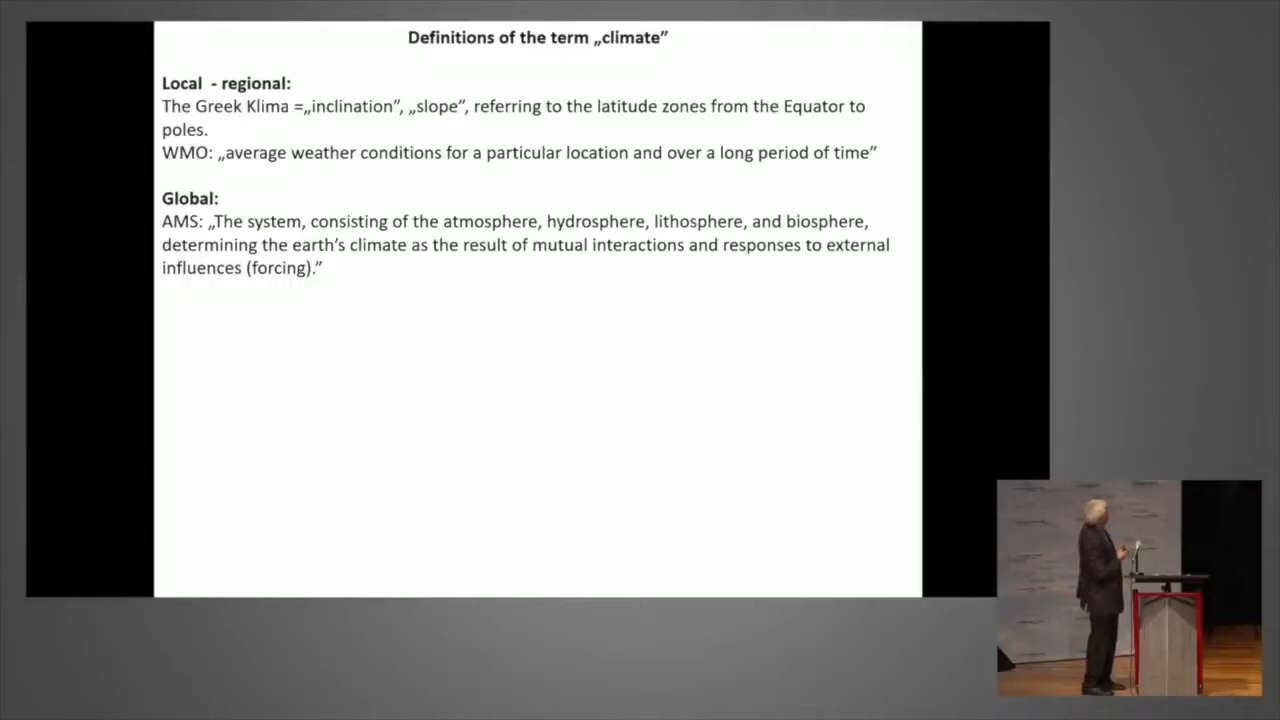 Definitions of the term „climate”
Local - regional:
The Greek Klima =„inclination”, „slope”, referring to the latitude zones from the Equator to
poles.
WMO: „average weather conditions for a particular location and over a long period of time”
Global:
AMS: „The system, consisting of the atmosphere, hydrosphere, lithosphere, and biosphere,
determining the earth’s climate as the result of mutual interactions and responses to external
influences (forcing).”